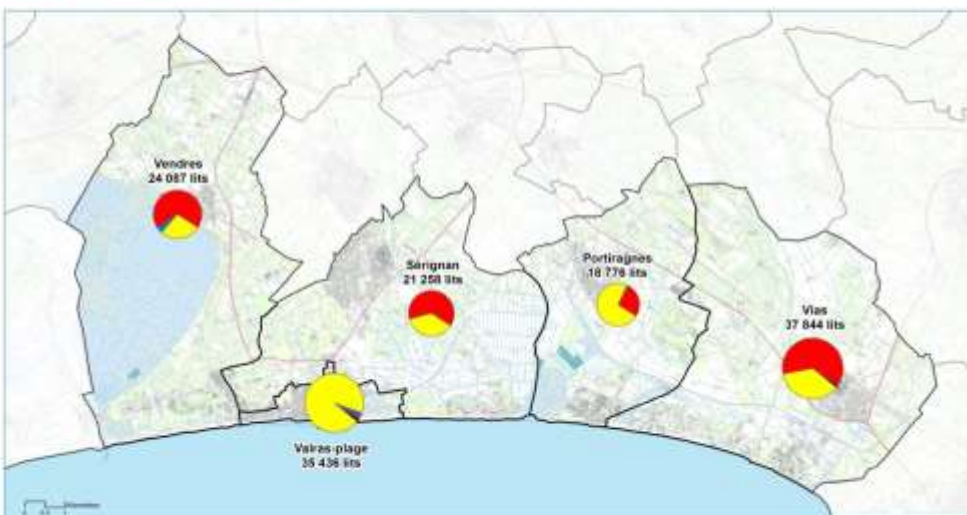 Vendres
24 087 lits
Sérignan
21 258 lits
Portiragnes
18 776 lits
Vias
37 844 lits
Valras-plage
35 436 lits